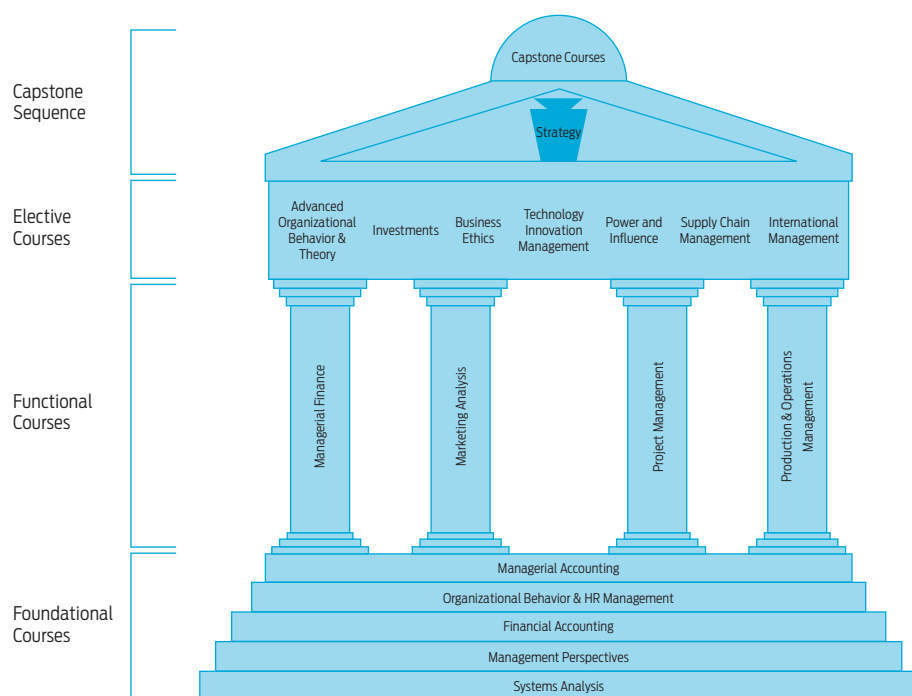 Capstone
Sequence
Capstone Courses
Strategy
Elective
Courses
Advanced
Organizational
Behavior &
Theory
Investments
Business
Ethics
Technology
Innovation
Management
Power and
Influence
Supply Chain
Management
International
Management
Functional
Courses
Managerial Finance
Marketing Analysis
Project Management
Production & Operations
Management
Foundational
Courses
Managerial Accounting
Organizational Behavior & HR Management
Financial Accounting
Management Perspectives
Systems Analysis